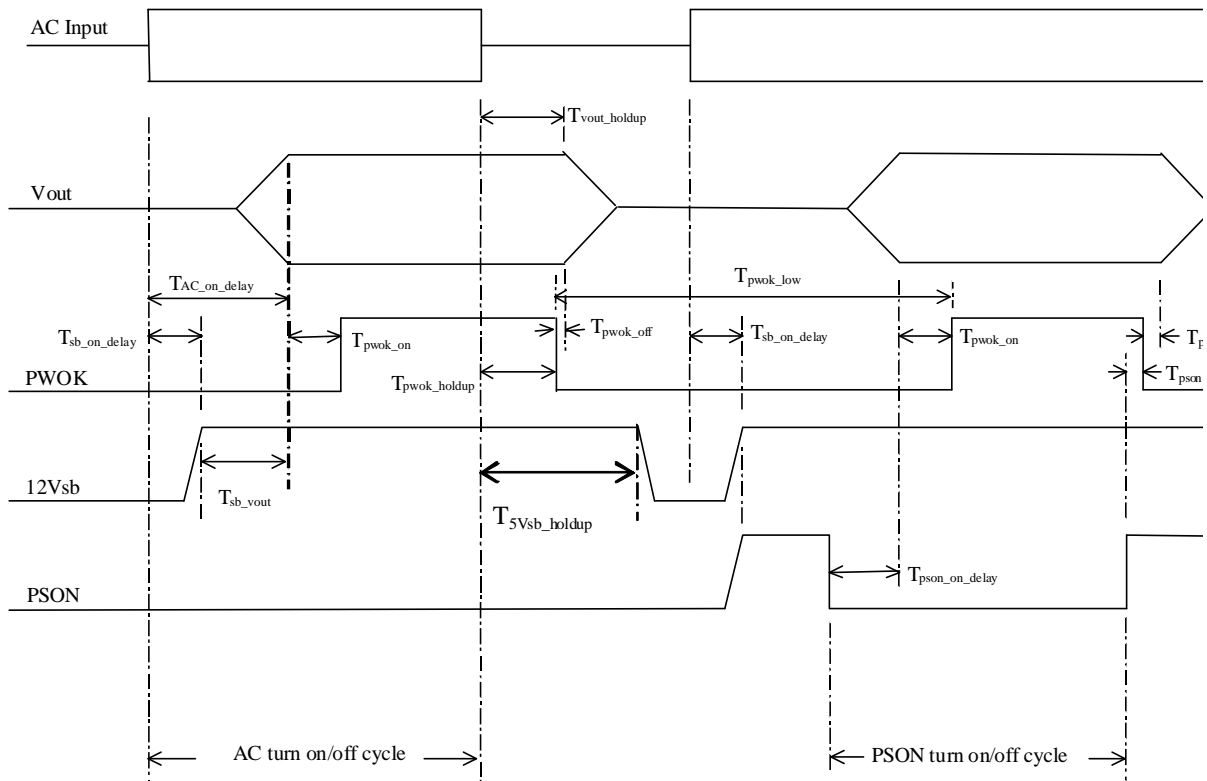 AC Input
Tvout_holdup
Vout
TAC_on_delay
Tpwok_low
Tsb_on_delay
Tpwok_on
Tpwok_off
Tsb_on_delay
Tpwok_on
Tp
PWOK
Tpwok_holdup
Tpson
12Vsb
Tsb_vout
T5Vsb_holdup
Tpson_on_delay
PSON
AC turn on/off cycle
PSON turn on/off cycle